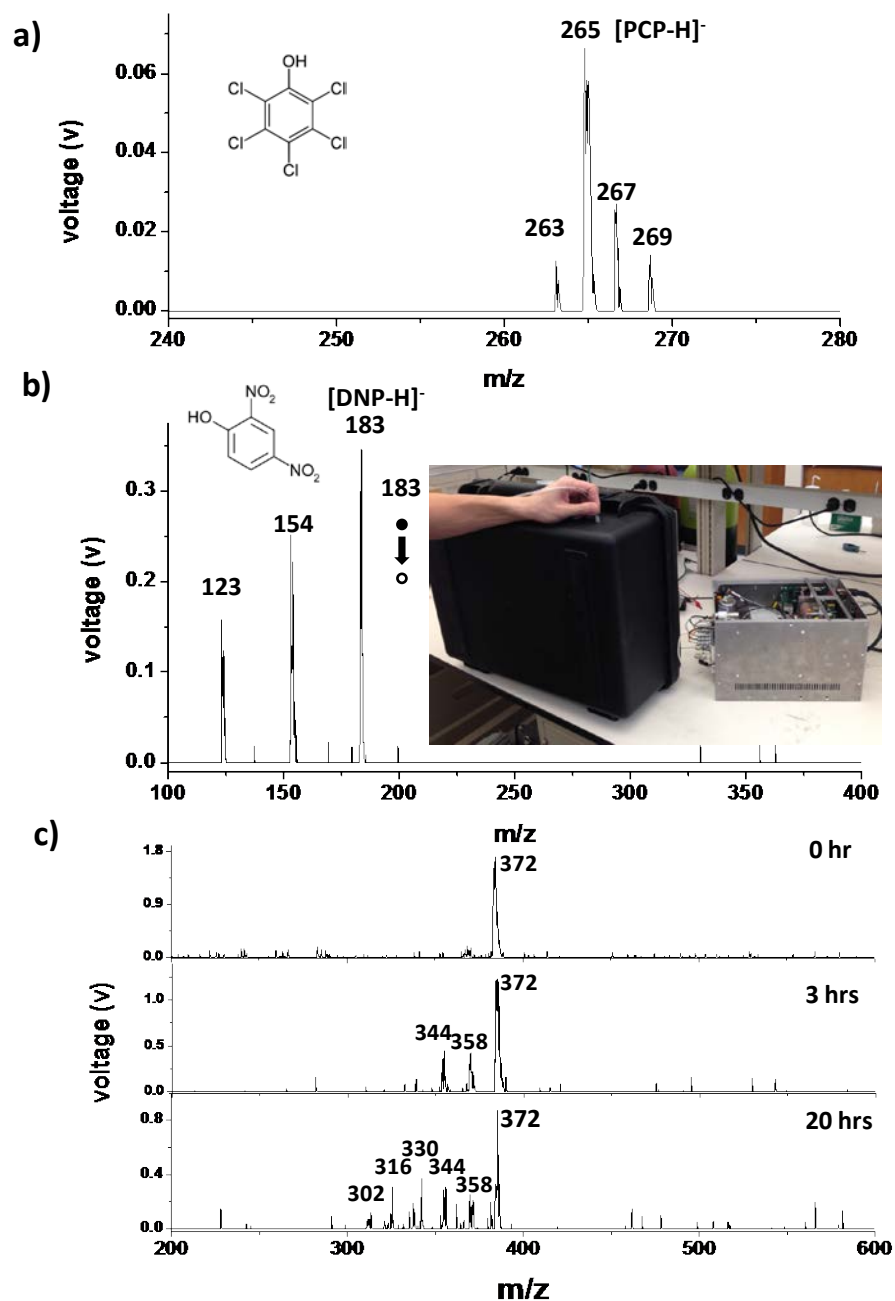 a)
265 [PCP-H]-
OH
Cl Cl
Cl Cl
Cl
263
267
269
voltage (v)
0.06
0.04
0.02
0.00
240 250 260 270 280
m/z
b)
NO2
HO
NO2
[DNP-H]-
183
183
154
123
voltage (v)
0.3
0.2
0.1
0.0
100 150 200 250 300 350 400
m/z
c)
0 hr
372
1.8
0.9
0.0
3 hrs
372
344 358
1.0
0.5
0.0
20 hrs
372
330
316 344
302 358
0.8
0.4
0.0
voltage (v)
200 300 400 500 600
m/z